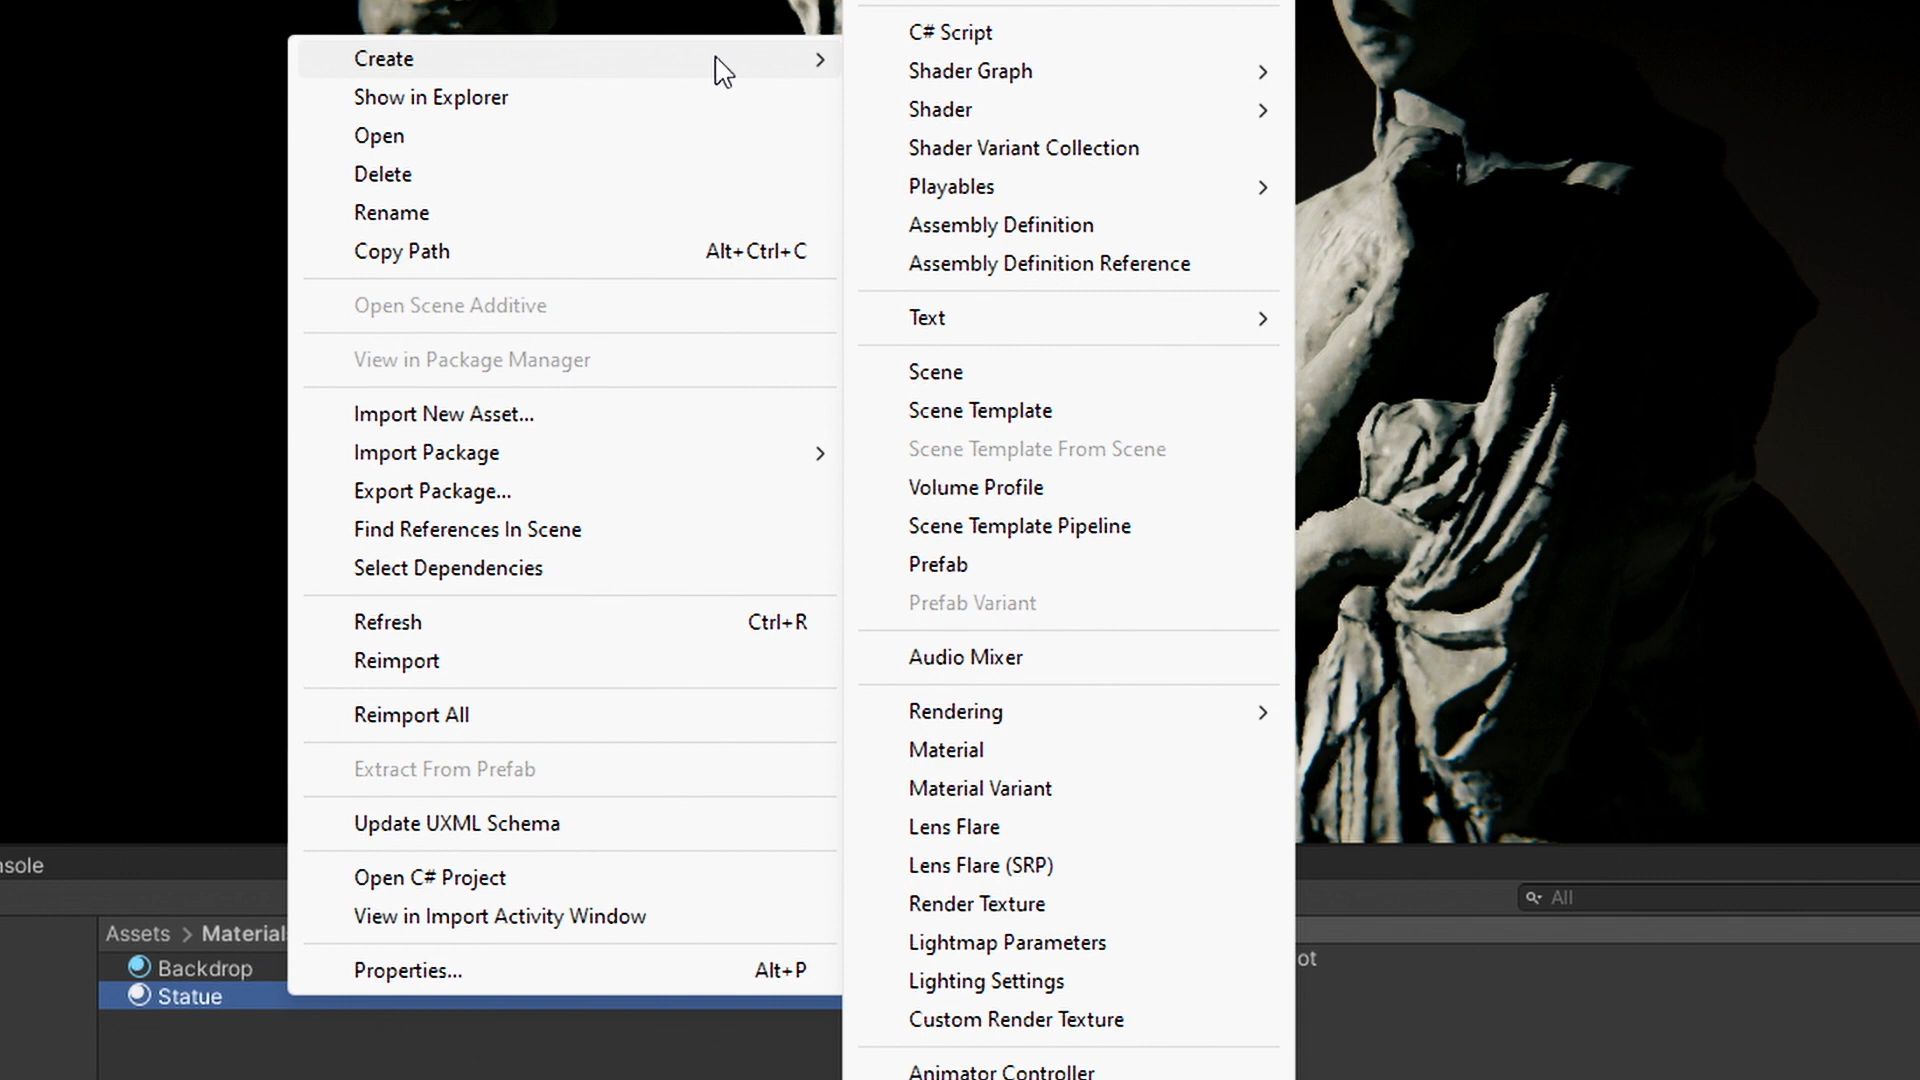 Create
Show in Explorer
Open
Delete
Rename
Copy Path Alt+Ctrl+C
Open Scene Additive
View in Package Manager
Import New Asset...
Import Package
Export Package...
Find References In Scene
Select Dependencies
Refresh Ctrl+R
Reimport
Reimport All
Extract From Prefab
Update UXML Schema
Open C# Project
View in Import Activity Window
Properties... Alt+P
C# Script
Shader Graph
Shader
Shader Variant Collection
Playables
Assembly Definition
Assembly Definition Reference
Text
Scene
Scene Template
Scene Template From Scene
Volume Profile
Scene Template Pipeline
Prefab
Prefab Variant
Audio Mixer
Rendering
Material
Material Variant
Lens Flare
Lens Flare (SRP)
Render Texture
Lightmap Parameters
Lighting Settings
Custom Render Texture
Animator Controller
nsole
All
Assets > Material
Backdrop
Statue
ot